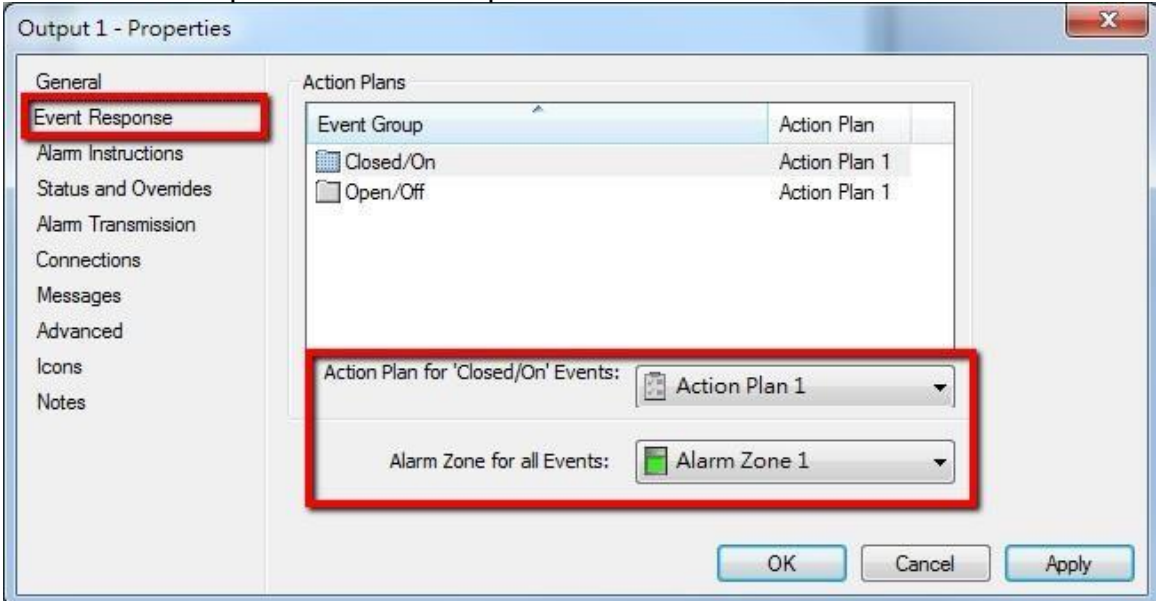 Output 1 - Properties
General
Event Response
Alarm Instructions
Status and Overrides
Alarm Transmission
Connections
Messages
Advanced
Icons
Notes
Action Plans
Event Group Action Plan
Closed/On Action Plan 1
Open/Off Action Plan 1
Action Plan for 'Closed/On' Events: Action Plan 1
Alarm Zone for all Events: Alarm Zone 1
OK Cancel Apply